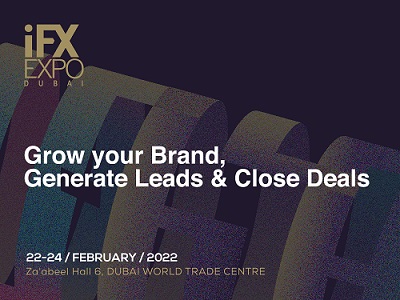 iFX
EXPO
DUBAI
Grow your Brand,
Generate Leads & Close Deals
22-24 / FEBRUARY / 2022
Za'abeel Hall 6, DUBAI WORLD TRADE CENTRE